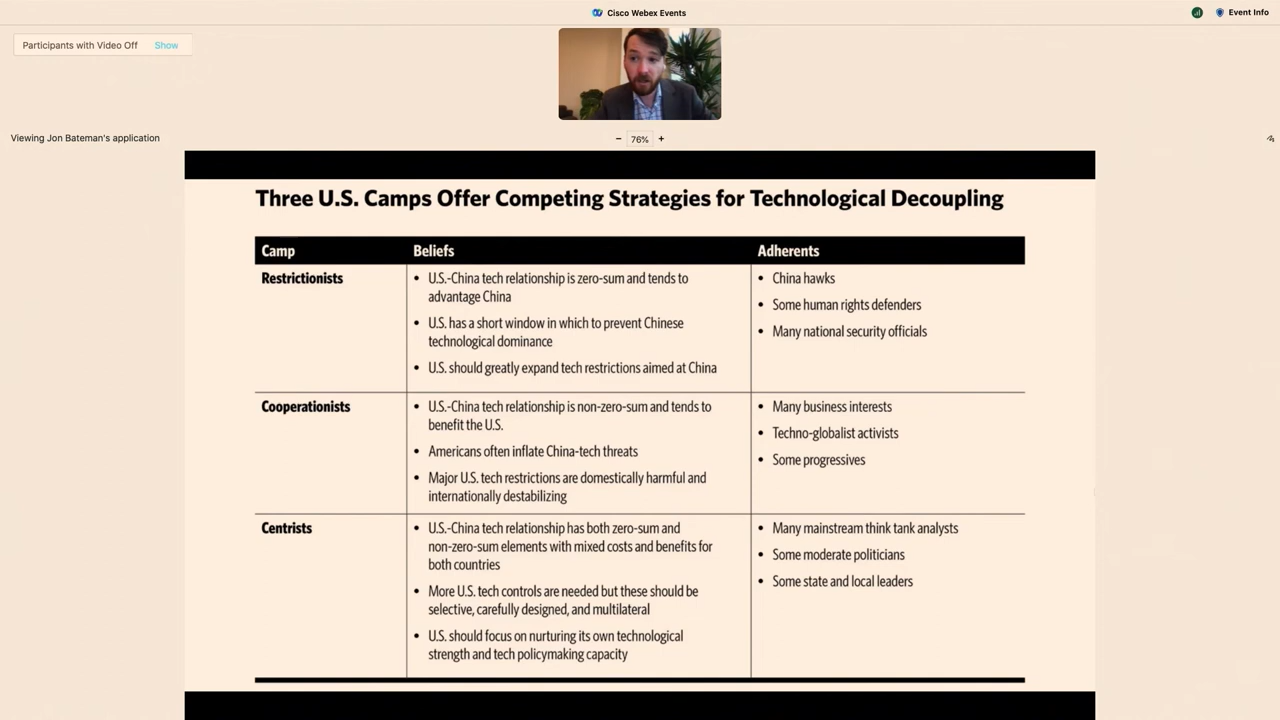 Cisco Webex Events
Event Info
Participants with Video Off Show
Viewing Jon Bateman's application
− 76% +
Three U.S. Camps Offer Competing Strategies for Technological Decoupling
Camp Beliefs Adherents
Restrictionists
• U.S.-China tech relationship is zero-sum and tends to
advantage China
• U.S. has a short window in which to prevent Chinese
technological dominance
• U.S. should greatly expand tech restrictions aimed at China
• China hawks
• Some human rights defenders
• Many national security officials
Cooperationists
• U.S.-China tech relationship is non-zero-sum and tends to
benefit the U.S.
• Americans often inflate China-tech threats
• Major U.S. tech restrictions are domestically harmful and
internationally destabilizing
• Many business interests
• Techno-globalist activists
• Some progressives
Centrists
• U.S.-China tech relationship has both zero-sum and
non-zero-sum elements with mixed costs and benefits for
both countries
• More U.S. tech controls are needed but these should be
selective, carefully designed, and multilateral
• U.S. should focus on nurturing its own technological
strength and tech policymaking capacity
• Many mainstream think tank analysts
• Some moderate politicians
• Some state and local leaders